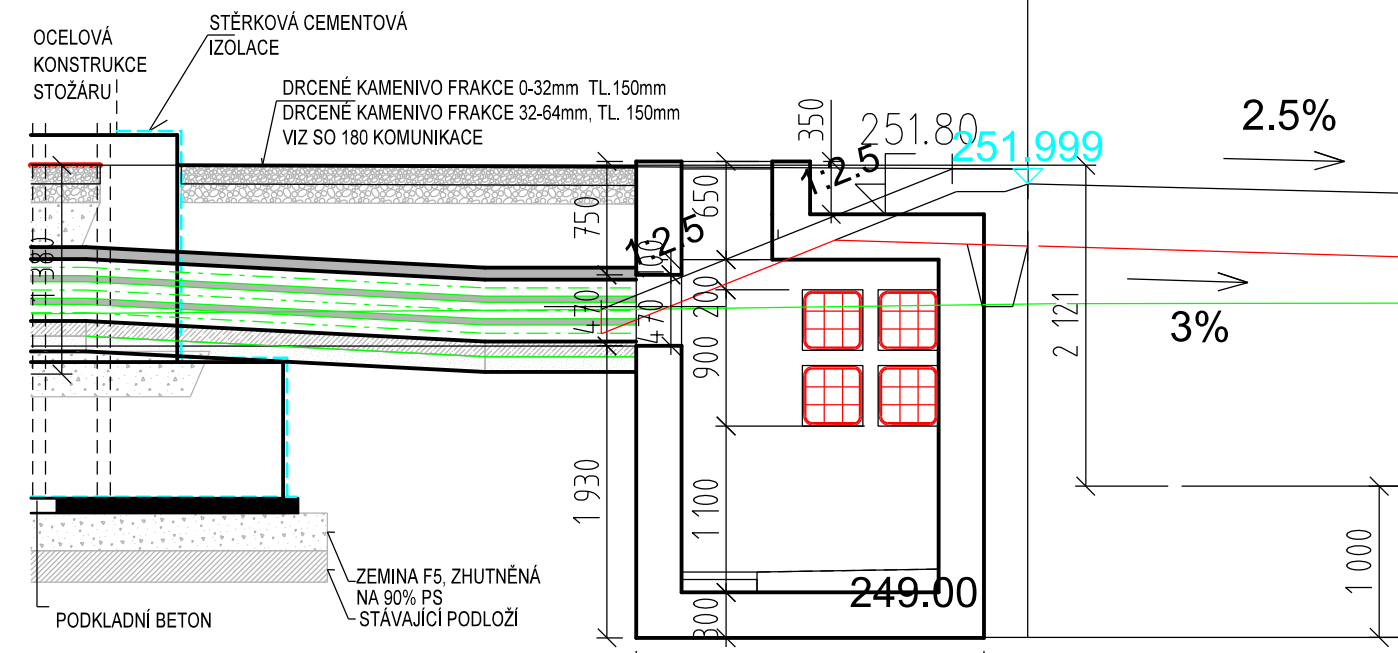 OCELOVÁ
KONSTRUKCE
STOŽÁRU
STĚRKOVÁ CEMENTOVÁ
IZOLACE
DRCENÉ KAMENIVO FRAKCE 0-32mm TL.150mm
DRCENÉ KAMENIVO FRAKCE 32-64mm, TL. 150mm
VIZ SO 180 KOMUNIKACE
350
251.80
251.999
2.5%
1:2.5
650
750
1:2.5
200
470
470
900
2 121
3%
1 930
1 100
1 000
249.00
300
ZEMINA F5, ZHUTNĚNÁ
NA 90% PS
STÁVAJÍCÍ PODLOŽÍ
PODKLADNÍ BETON